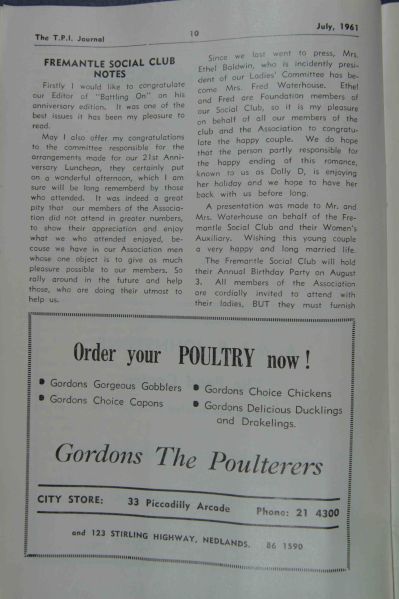 The T.P.I. Journal
10
July, 1961
FREMANTLE SOCIAL CLUB
NOTES
Firstly I would like to congratulate
our Editor of "Battling On" on his
anniversary edition. It was one of the
best issues it has been my pleasure to
read.
May I also offer my congratulations
to the committee responsible for the
arrangements made for our 21st Anni-
versary Luncheon, they certainly put
on a wonderful afternoon, which I am
sure will be long rememberd by those
who attended. It was indeed a great
pity that our members of the Associa-
tion did not attend in greater numbers,
to show their appreciation and enjoy
what we who attended enjoyed, be-
cause we have in our Association men
whose one object is to give as much
pleasure possible to our members. So
rally around in the future and help
those, who are doing their utmost to
help us.
Since we last went to press, Mrs.
Ethel Baldwin, who is incidently presi-
dent of our Ladies' Committee has be-
come Mrs. Fred Waterhouse. Ethel
and Fred are Foundation members of
our Social Club, so it is my pleasure
on behalf of all our members of the
club and the Association to congratu-
late the happy couple. We do hope
that the person partly responsible for
the happy ending of this romance,
known to us as Dolly D, is enjoying
her holiday and we hope to have her
back with us before long.
A presentation was made to Mr. and
Mrs. Waterhouse on behalf of the Fre-
mantle Social Club and their Women's
Auxiliary. Wishing this young couple
a very happy and long married life.
The Fremantle Social Club will hold
their Annual Birthday Party on August
3. All members of the Association
are cordially invited to attend with
their ladies, BUT they must furnish
Order your POULTRY now!
• Gordons Gorgeous Gobblers
• Gordons Choice Capons
• Gordons Choice Chickens
• Gordons Delicious Ducklings
and Drakelings.
Gordons The Poulterers
CITY STORE: 33 Piccadilly Arcade Phone: 21 4300
and 123 STIRLING HIGHWAY, NEDLANDS. 86 1590